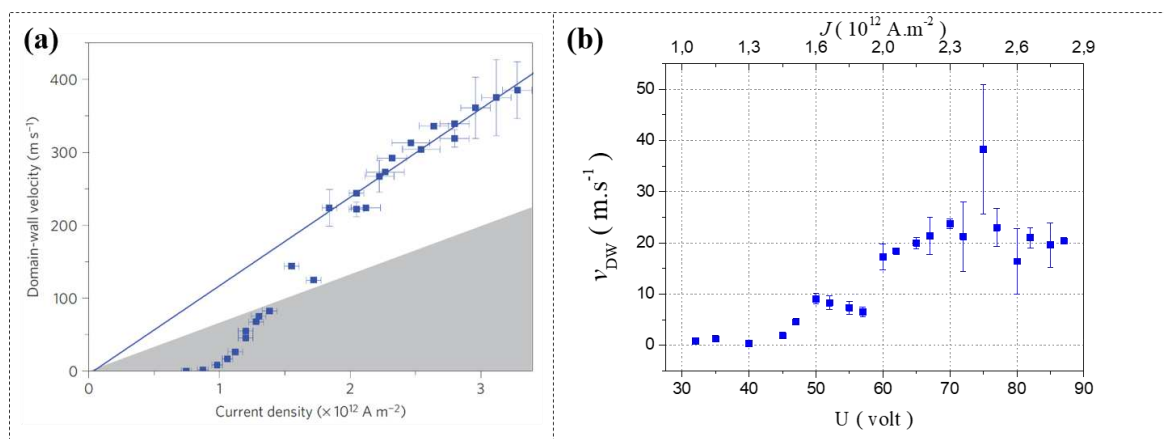 (a)
Domain-wall velocity (m s⁻¹)
400
300
200
100
0
0
1
2
3
Current density (×10¹² A m⁻²)
(b)
J ( 10¹² A.m⁻²)
1,0 1,3 1,6 2,0 2,3 2,6 2,9
v_DW ( m.s⁻¹)
50
40
30
20
10
0
30 40 50 60 70 80 90
U ( volt )